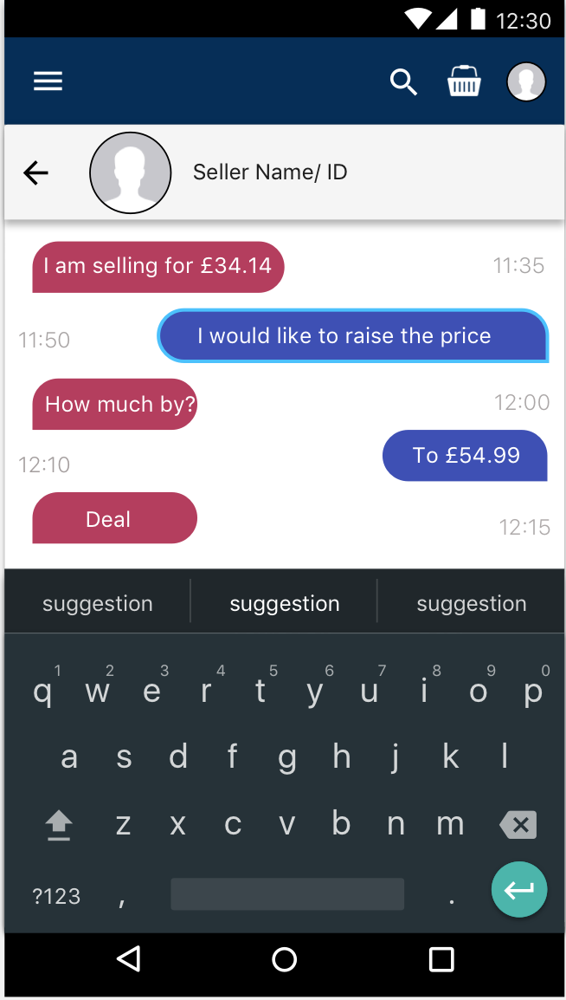 12:30
Seller Name/ ID
I am selling for £34.14
11:35
I would like to raise the price
11:50
How much by?
12:00
To £54.99
12:10
Deal
12:15
suggestion suggestion suggestion
1 2 3 4 5 6 7 8 9 0
q w e r t y u i o p
a s d f g h j k l
z x c v b n m
?123 , .